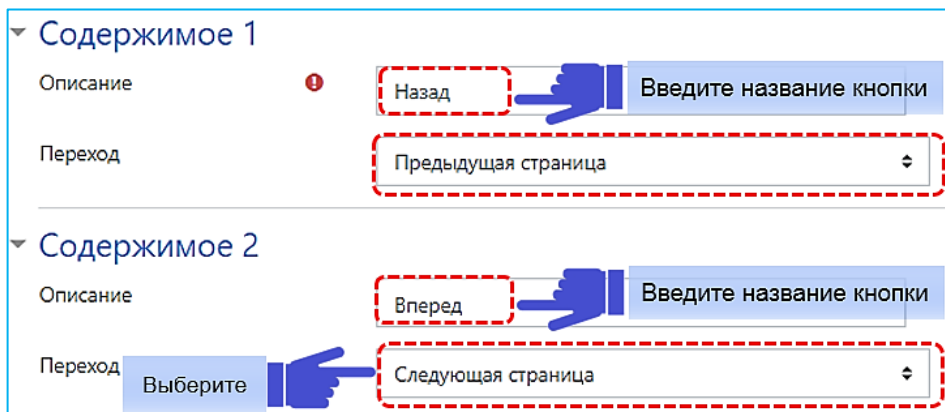 Содержимое 1
Описание
Назад
Введите название кнопки
Переход
Предыдущая страница
Содержимое 2
Описание
Вперед
Введите название кнопки
Переход
Выберите
Следующая страница